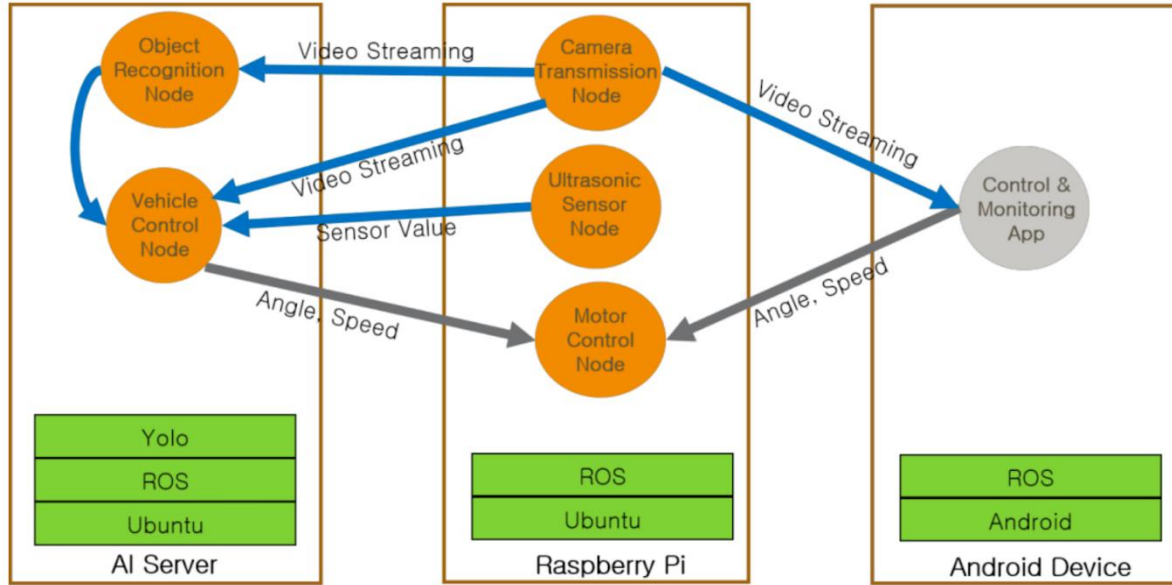 Object
Recognition
Node
Video Streaming
Camera
Transmission
Node
Video Streaming
Video Streaming
Vehicle
Control
Node
Sensor Value
Ultrasonic
Sensor
Node
Control &
Monitoring
App
Angle, Speed
Motor
Control
Node
Angle, Speed
Yolo
ROS
Ubuntu
AI Server
ROS
Ubuntu
Raspberry Pi
ROS
Android
Android Device